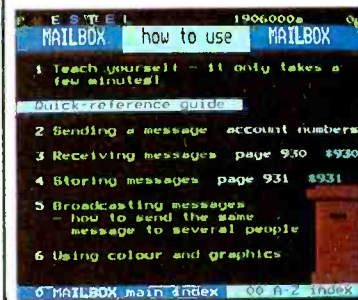 PRESTEL 1906000a 0p
MAILBOX how to use MAILBOX
1 Teach yourself - it only takes a
few minutes!
Quick-reference guide
2 Sending a message account numbers
3 Receiving messages page 930 *930
4 Storing messages page 931 *931
5 Broadcasting messages
- how to send the same
message to several people
6 Using colour and graphics
0 MAILBOX main index 00 A-Z index